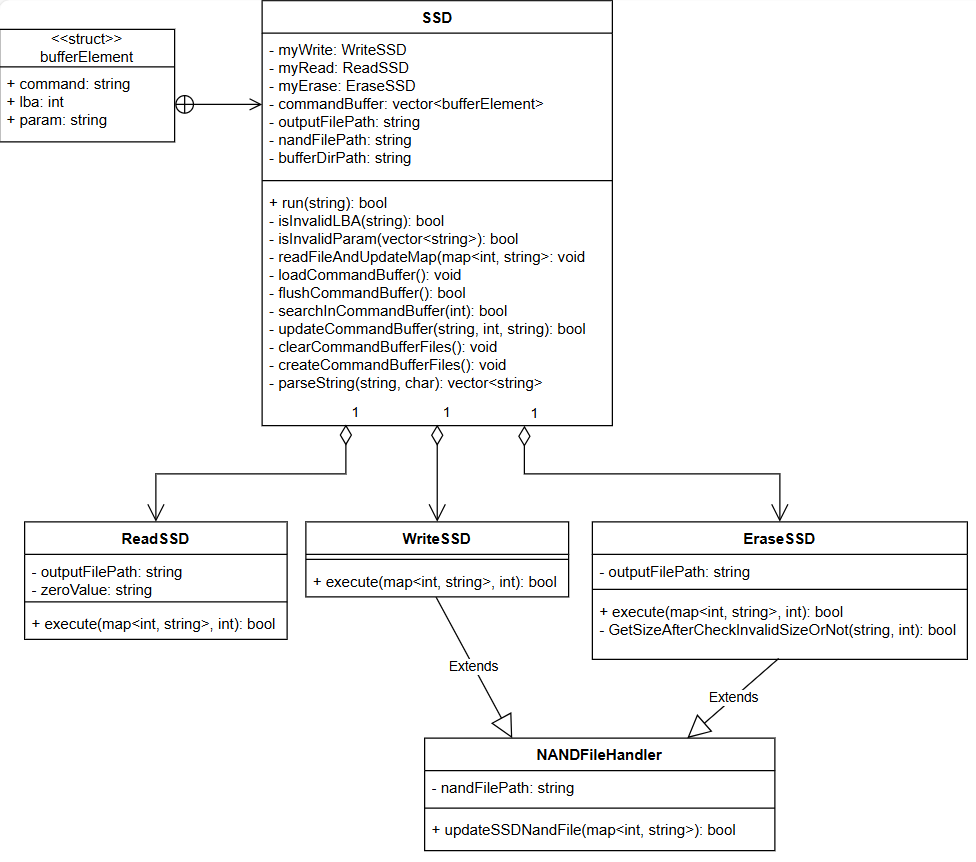 <<struct>>
bufferElement
+ command: string
+ lba: int
+ param: string
SSD
- myWrite: WriteSSD
- myRead: ReadSSD
- myErase: EraseSSD
- commandBuffer: vector<bufferElement>
- outputFilePath: string
- nandFilePath: string
- bufferDirPath: string
+ run(string): bool
- isInvalidLBA(string): bool
- isInvalidParam(vector<string>): bool
- readFileAndUpdateMap(map<int, string>: void
- loadCommandBuffer(): void
- flushCommandBuffer(): bool
- searchInCommandBuffer(int): bool
- updateCommandBuffer(string, int, string): bool
- clearCommandBufferFiles(): void
- createCommandBufferFiles(): void
- parseString(string, char): vector<string>
1
1
1
ReadSSD
- outputFilePath: string
- zeroValue: string
+ execute(map<int, string>, int): bool
WriteSSD
+ execute(map<int, string>, int): bool
EraseSSD
- outputFilePath: string
+ execute(map<int, string>, int): bool
- GetSizeAfterCheckInvalidSizeOrNot(string, int): bool
Extends
Extends
NANDFileHandler
- nandFilePath: string
+ updateSSDNandFile(map<int, string>): bool